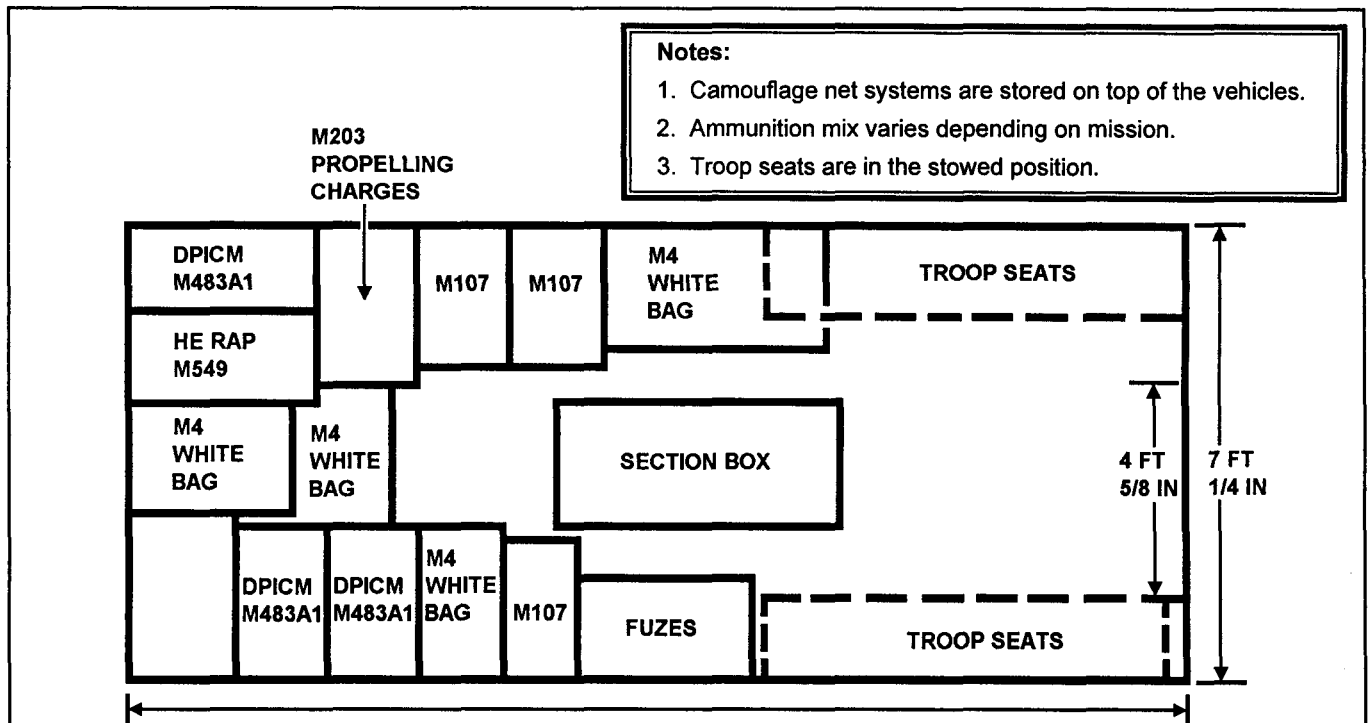 Notes:
1. Camouflage net systems are stored on top of the vehicles.
2. Ammunition mix varies depending on mission.
3. Troop seats are in the stowed position.
M203
PROPELLING
CHARGES
DPICM
M483A1
M107
M107
M4
WHITE
BAG
TROOP SEATS
HE RAP
M549
M4
WHITE
BAG
M4
WHITE
BAG
SECTION BOX
4 FT
5/8 IN
7 FT
1/4 IN
DPICM
M483A1
DPICM
M483A1
M4
WHITE
BAG
M107
FUZES
TROOP SEATS